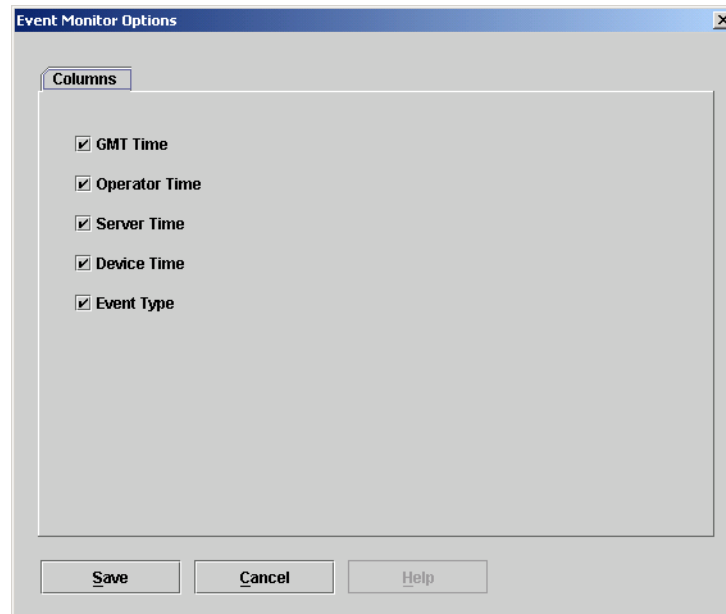 Event Monitor Options
Columns
GMT Time
Operator Time
Server Time
Device Time
Event Type
Save Cancel Help